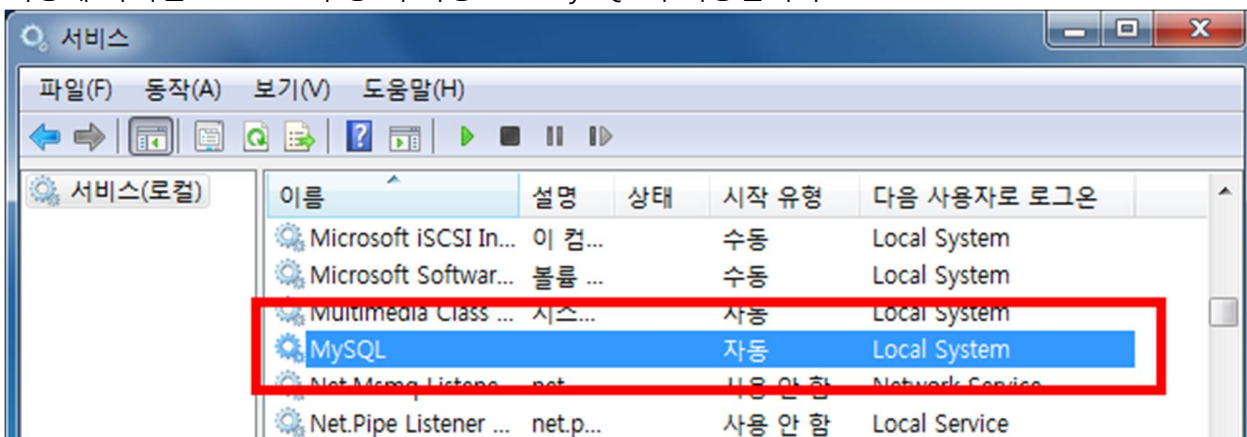 서비스
파일(F) 동작(A) 보기(V) 도움말(H)
서비스(로컬)
이름 설명 상태 시작 유형 다음 사용자로 로그온
Microsoft iSCSI In... 이 컴... 수동 Local System
Microsoft Softwar... 볼륨 ... 수동 Local System
Multimedia Class ... 시스... 자동 Local System
MySQL 자동 Local System
Net.Msmq Listene... net.... 사용 안 함 Network Service
Net.Pipe Listener ... net.p... 사용 안 함 Local Service